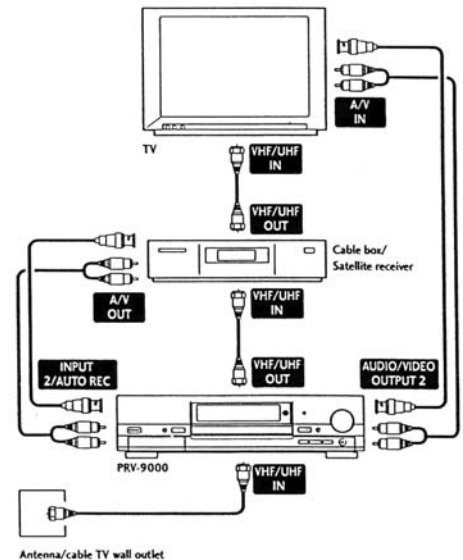 A/V
IN
TV
VHF/UHF
IN
VHF/UHF
OUT
Cable box/
Satellite receiver
A/V
OUT
VHF/UHF
IN
VHF/UHF
OUT
INPUT
2/AUTO REC
AUDIO/VIDEO
OUTPUT 2
PRV-9000
VHF/UHF
IN
Antenna/cable TV wall outlet